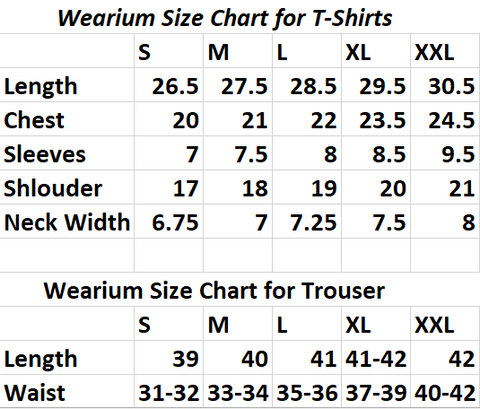 Wearium Size Chart for T-Shirts
S M L XL XXL
Length 26.5 27.5 28.5 29.5 30.5
Chest 20 21 22 23.5 24.5
Sleeves 7 7.5 8 8.5 9.5
Shlouder 17 18 19 20 21
Neck Width 6.75 7 7.25 7.5 8
Wearium Size Chart for Trouser
S M L XL XXL
Length 39 40 41 41-42 42
Waist 31-32 33-34 35-36 37-39 40-42